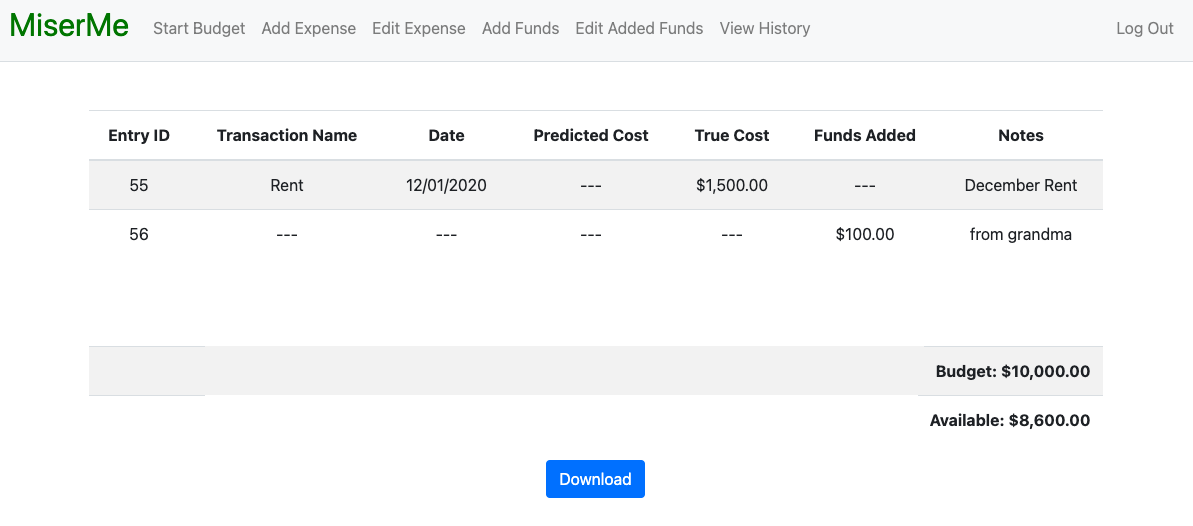 MiserMe Start Budget Add Expense Edit Expense Add Funds Edit Added Funds View History Log Out
Entry ID Transaction Name Date Predicted Cost True Cost Funds Added Notes
55 Rent 12/01/2020 --- $1,500.00 --- December Rent
56 --- --- --- --- $100.00 from grandma
Budget: $10,000.00
Available: $8,600.00
Download